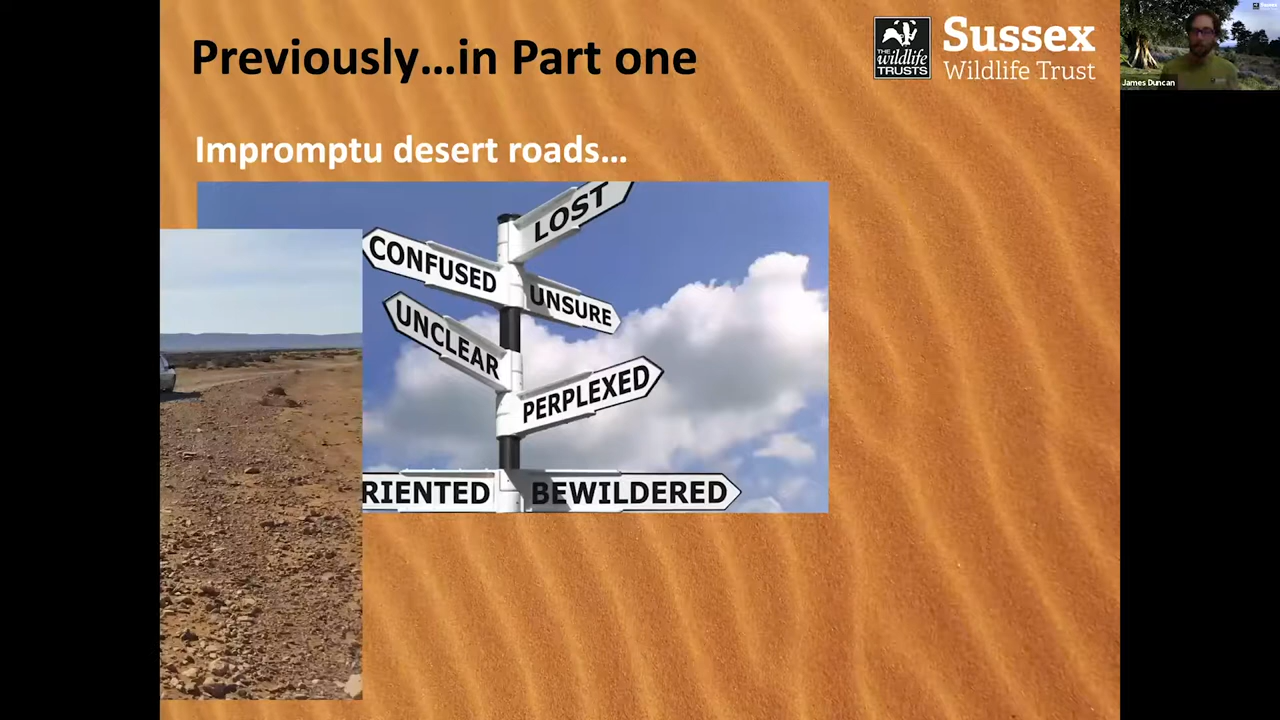 Previously...in Part one
THE
wildlife
TRUSTS
Sussex
Wildlife Trust
James Duncan
Impromptu desert roads...
LOST
CONFUSED
UNSURE
UNCLEAR
PERPLEXED
RIENTED
BEWILDERED